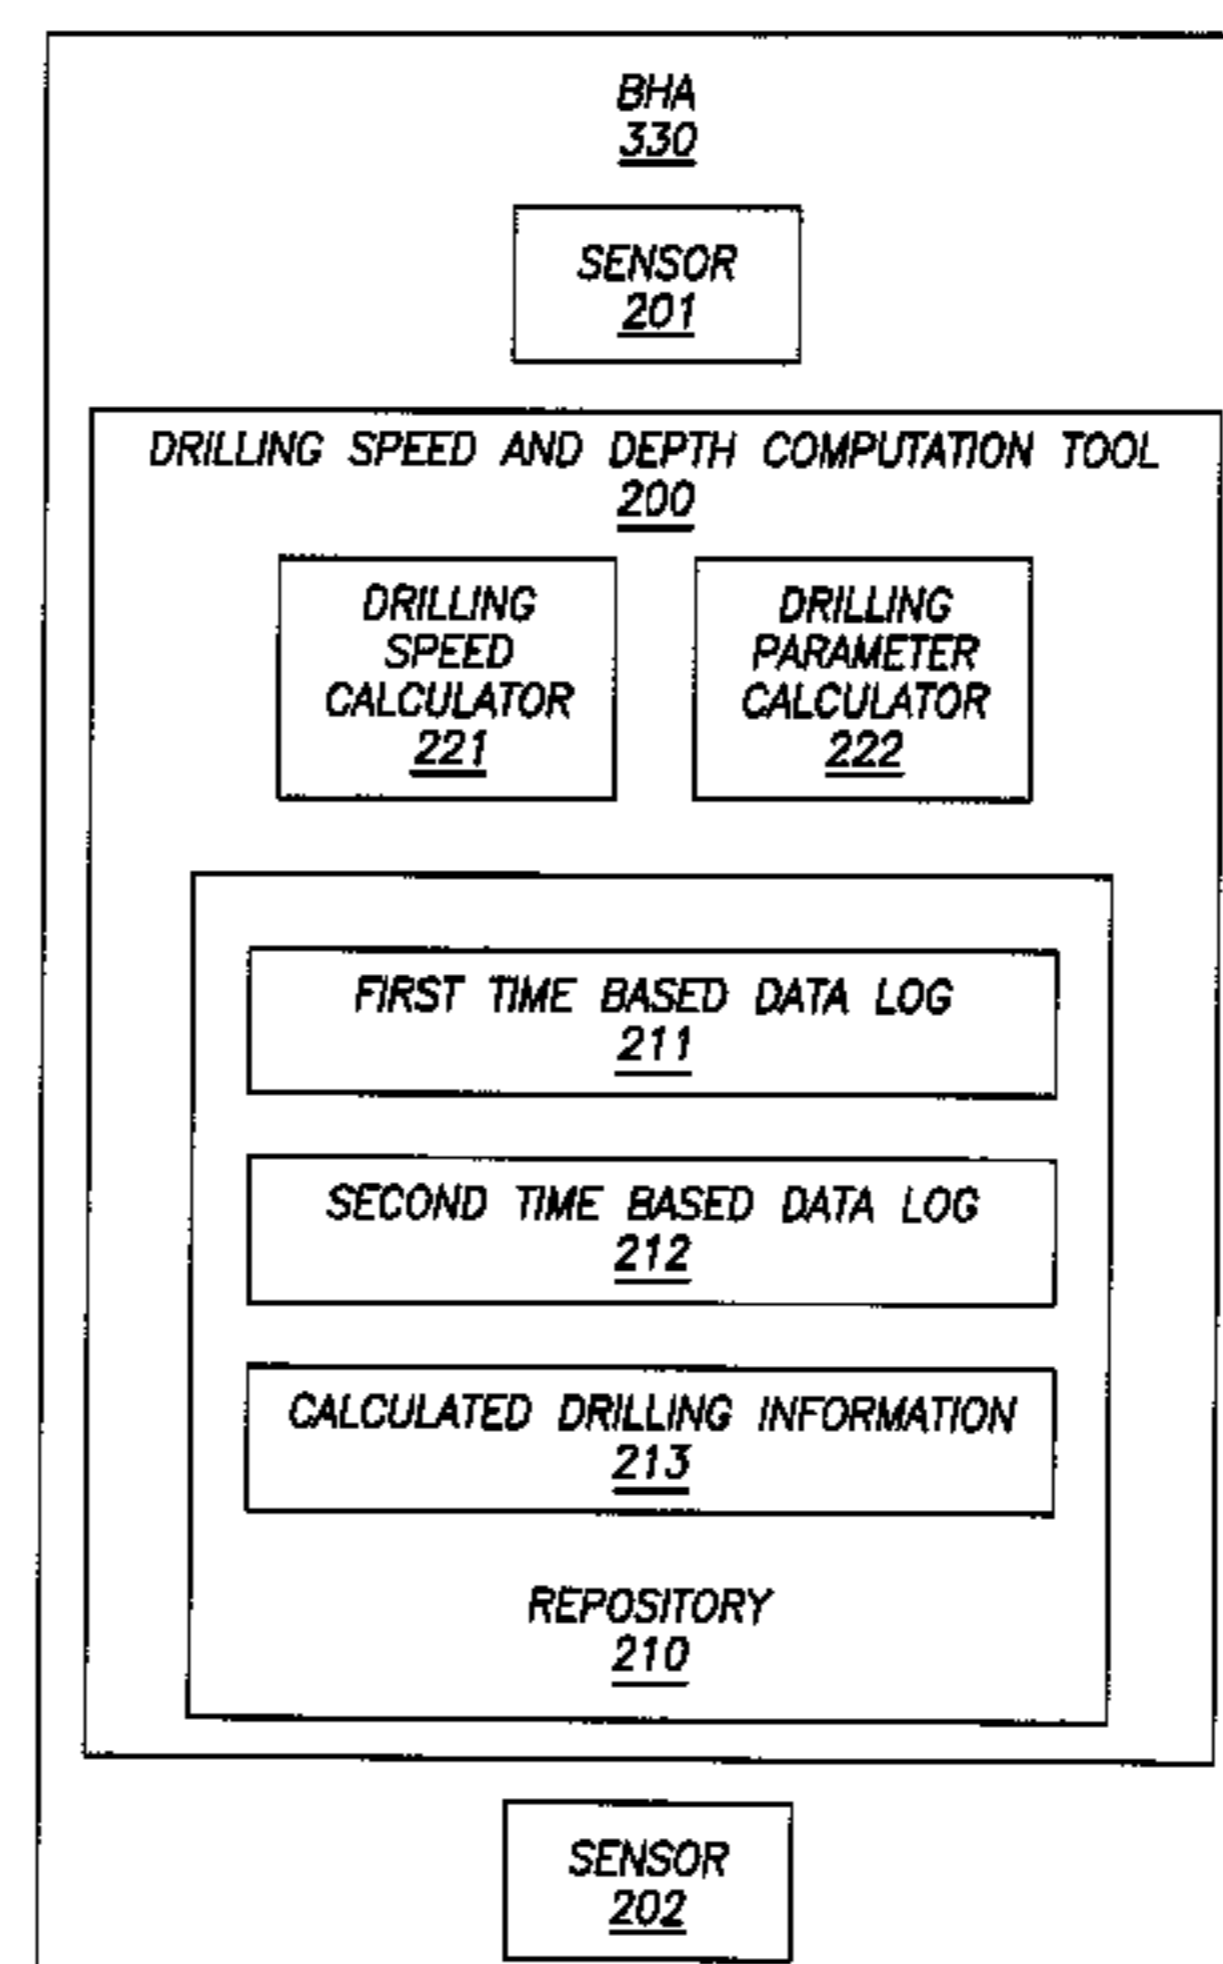 BHA
330
SENSOR
201
DRILLING SPEED AND DEPTH COMPUTATION TOOL
200
DRILLING
SPEED
CALCULATOR
221
DRILLING
PARAMETER
CALCULATOR
222
FIRST TIME BASED DATA LOG
211
SECOND TIME BASED DATA LOG
212
CALCULATED DRILLING INFORMATION
213
REPOSITORY
210
SENSOR
202